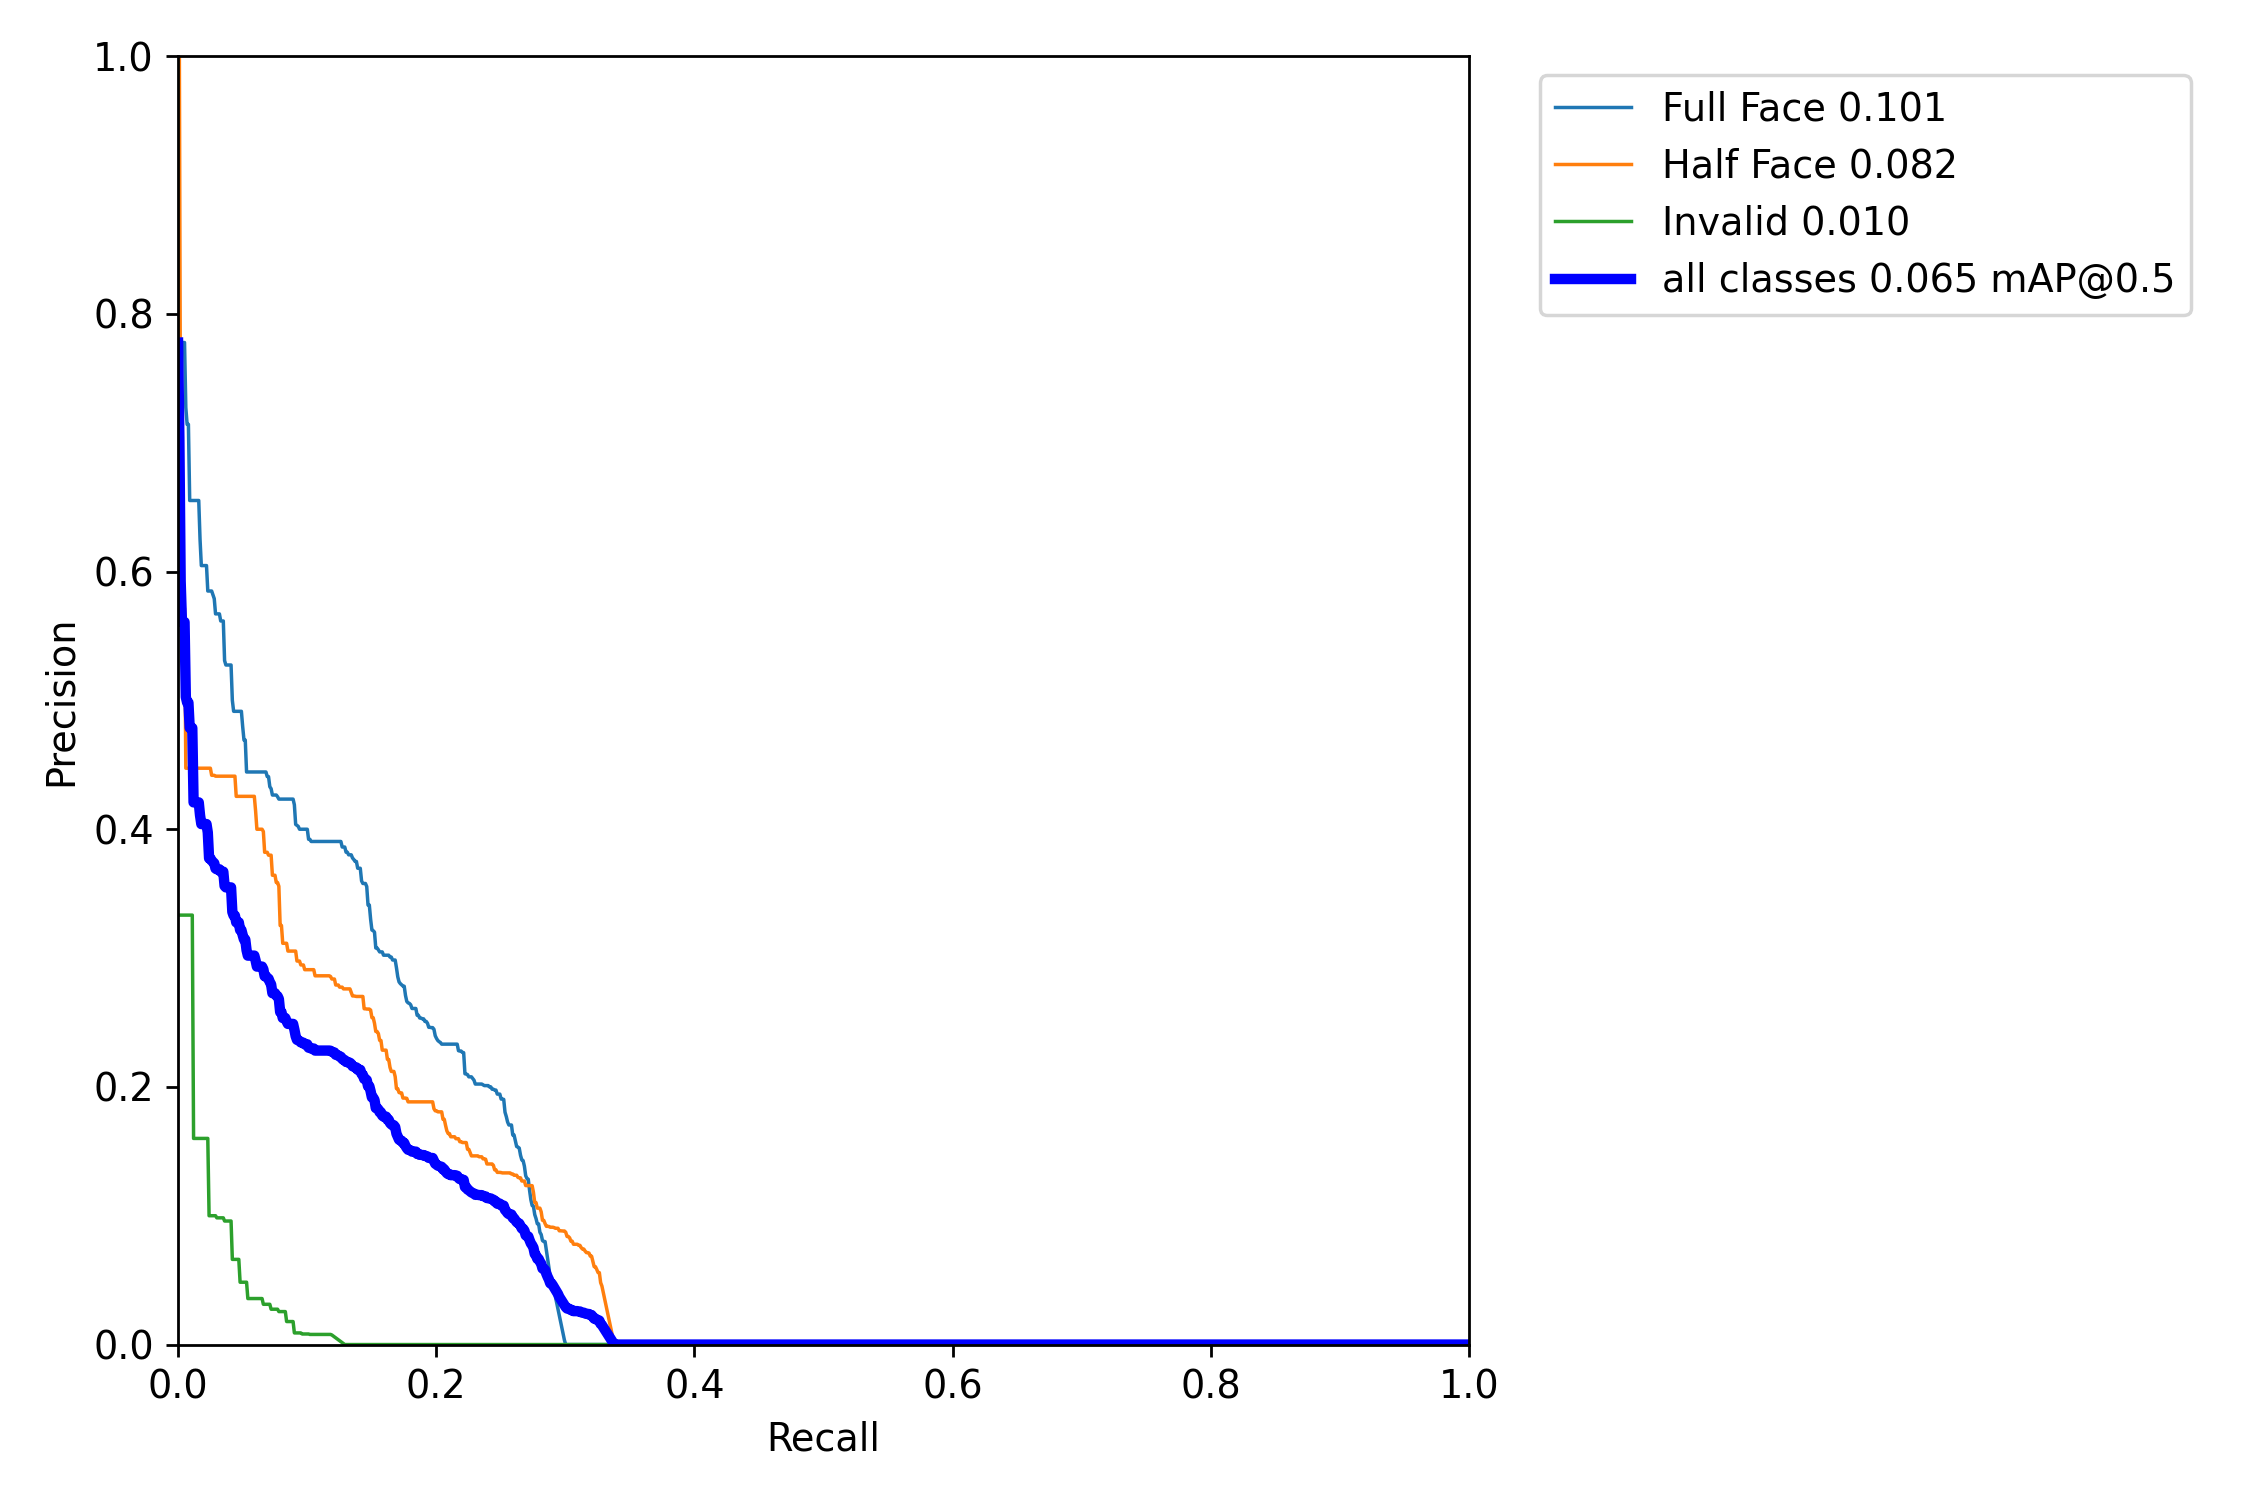 1.0
0.8
0.6
0.4
0.2
0.0
Precision
0.0 0.2 0.4 0.6 0.8 1.0
Recall
Full Face 0.101
Half Face 0.082
Invalid 0.010
all classes 0.065 mAP@0.5